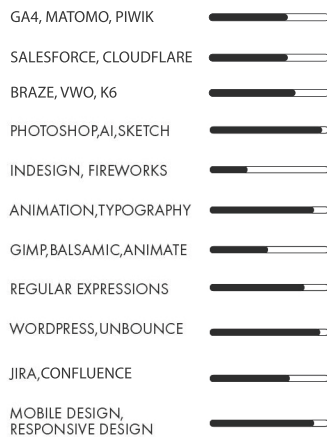 GA4, MATOMO, PIWIK
SALESFORCE, CLOUDFLARE
BRAZE, VWO, K6
PHOTOSHOP,AI,SKETCH
INDESIGN, FIREWORKS
ANIMATION,TYPOGRAPHY
GIMP,BALSAMIC,ANIMATE
REGULAR EXPRESSIONS
WORDPRESS,UNBOUNCE
JIRA,CONFLUENCE
MOBILE DESIGN,
RESPONSIVE DESIGN